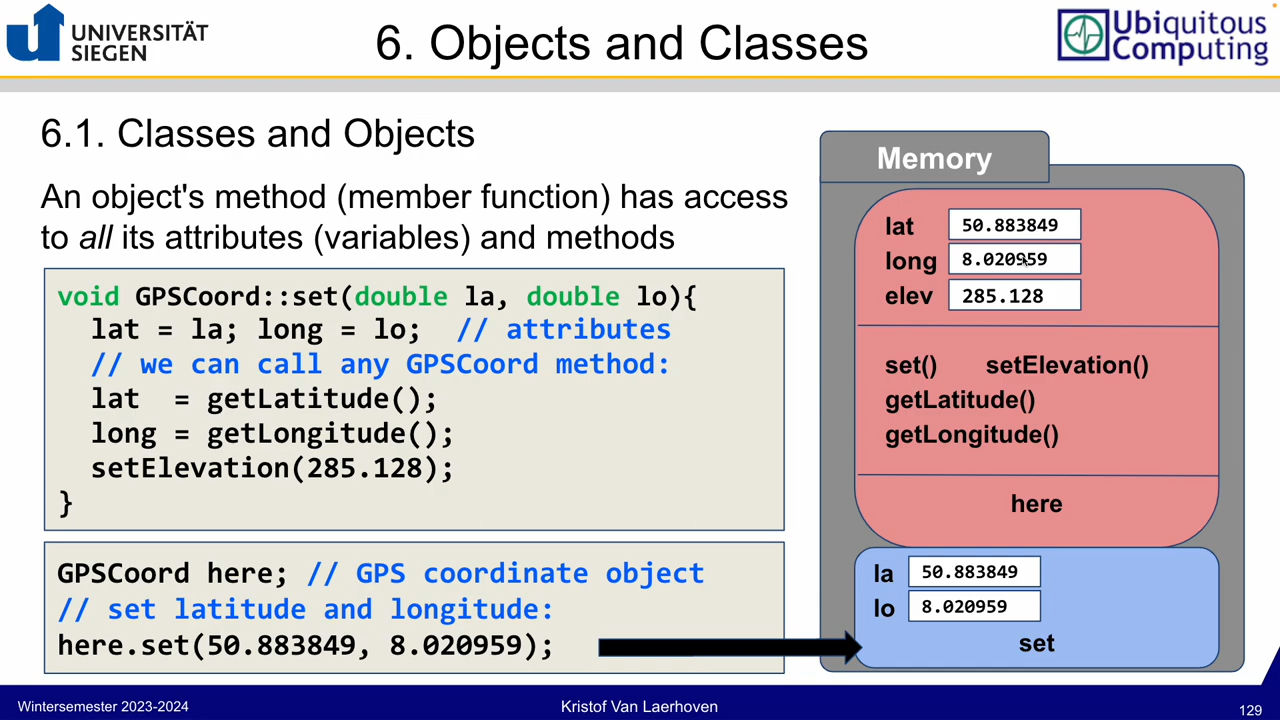 UNIVERSITÄT
SIEGEN
6. Objects and Classes
Ubiquitous
Computing
6.1. Classes and Objects
An object's method (member function) has access
to all its attributes (variables) and methods
void GPSCoord::set(double la, double lo){
lat = la; long = lo; // attributes
// we can call any GPSCoord method:
lat = getLatitude();
long = getLongitude();
setElevation(285.128);
}
GPSCoord here; // GPS coordinate object
// set latitude and longitude:
here.set(50.883849, 8.020959);
Memory
lat 50.883849
long 8.020959
elev 285.128
set() setElevation()
getLatitude()
getLongitude()
here
la 50.883849
lo 8.020959
set
Wintersemester 2023-2024
Kristof Van Laerhoven
129